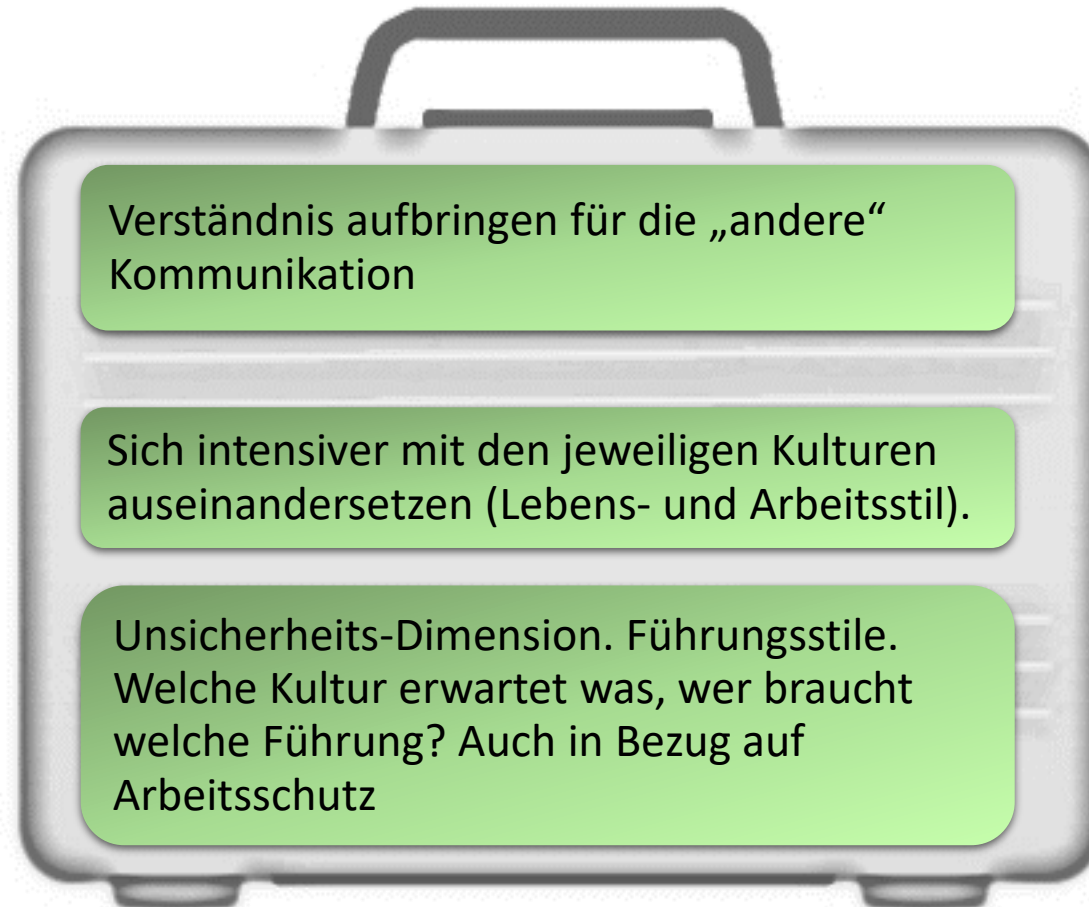 Verständnis aufbringen für die „andere“
Kommunikation
Sich intensiver mit den jeweiligen Kulturen
auseinandersetzen (Lebens- und Arbeitsstil).
Unsicherheits-Dimension. Führungsstile.
Welche Kultur erwartet was, wer braucht
welche Führung? Auch in Bezug auf
Arbeitsschutz